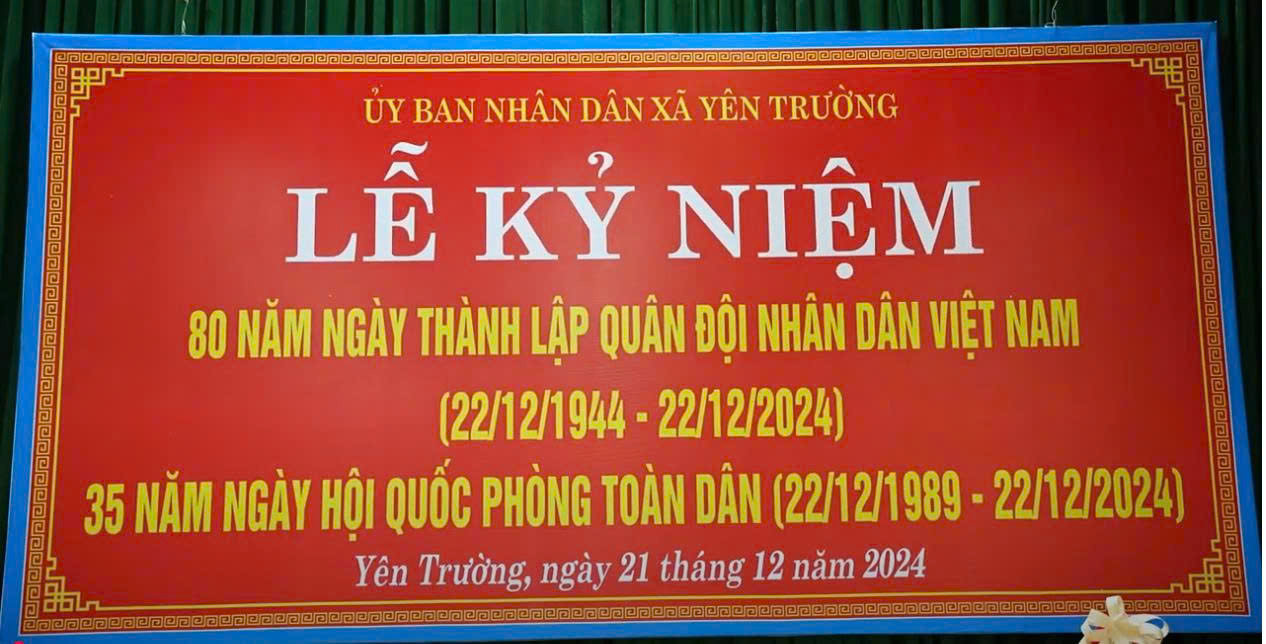 ỦY BAN NHÂN DÂN XÃ YÊN TRƯỜNG
LỄ KỶ NIỆM
80 NĂM NGÀY THÀNH LẬP QUÂN ĐỘI NHÂN DÂN VIỆT NAM
(22/12/1944 - 22/12/2024)
35 NĂM NGÀY HỘI QUỐC PHÒNG TOÀN DÂN (22/12/1989 - 22/12/2024)
Yên Trường, ngày 21 tháng 12 năm 2024